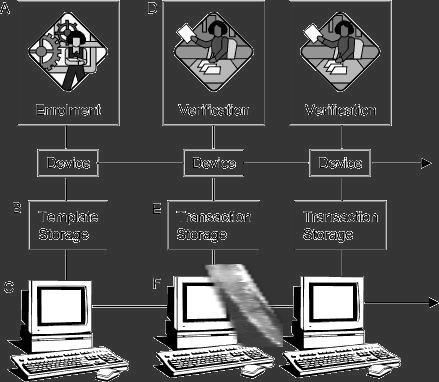 A
D
Enrolment
Verification
Verification
Device
Device
Device
B
Template
Storage
E
Transaction
Storage
Transaction
Storage
C
F